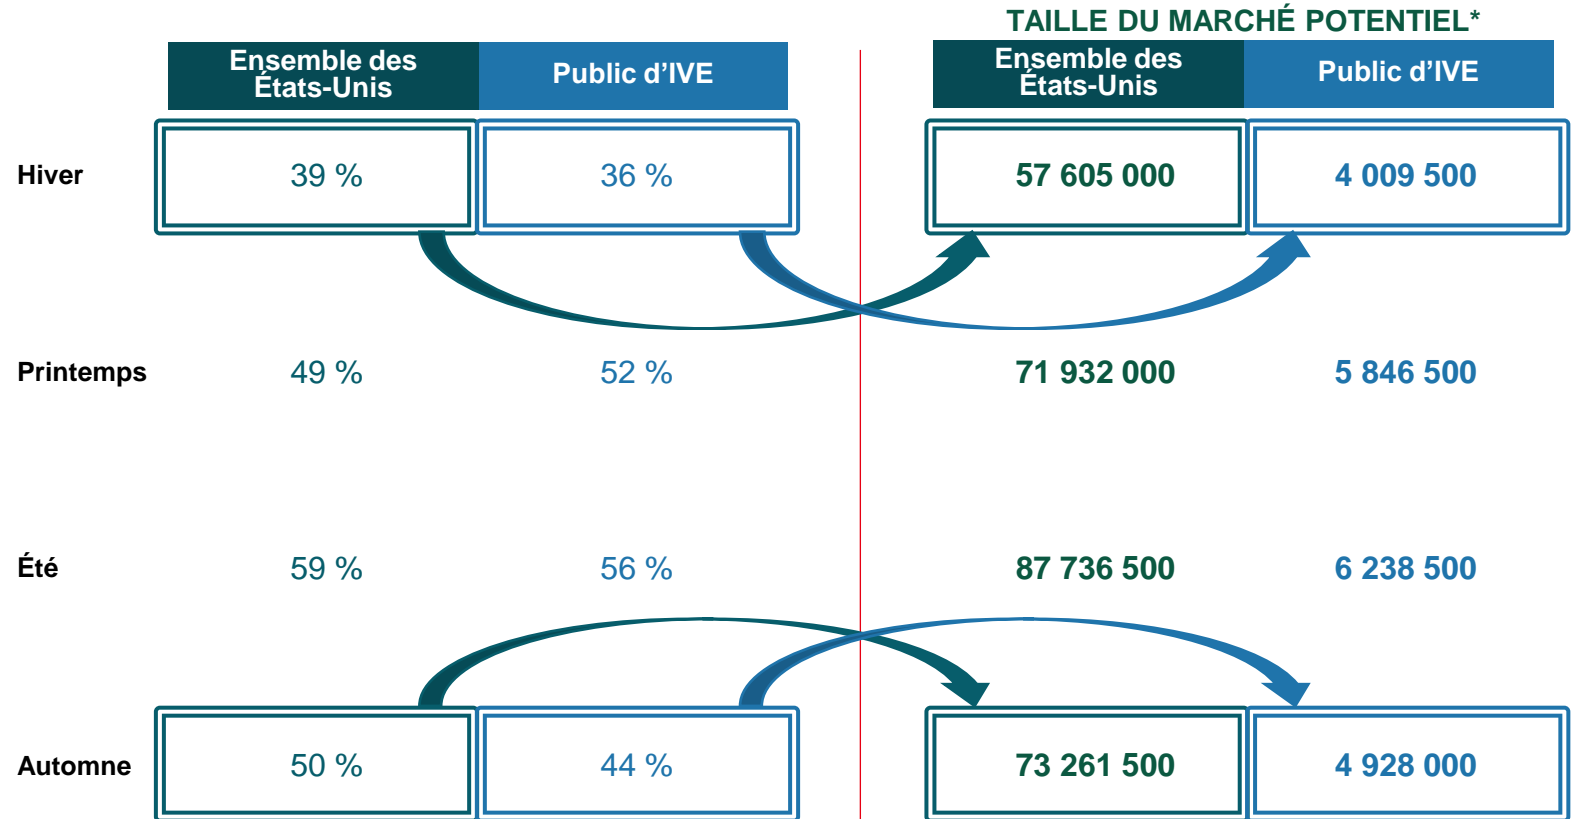 TAILLE DU MARCHÉ POTENTIEL*
Ensemble des
États-Unis
Public d’IVE
Ensemble des
États-Unis
Public d’IVE
Hiver 39 % 36 % 57 605 000 4 009 500
Printemps 49 % 52 % 71 932 000 5 846 500
Été 59 % 56 % 87 736 500 6 238 500
Automne 50 % 44 % 73 261 500 4 928 000